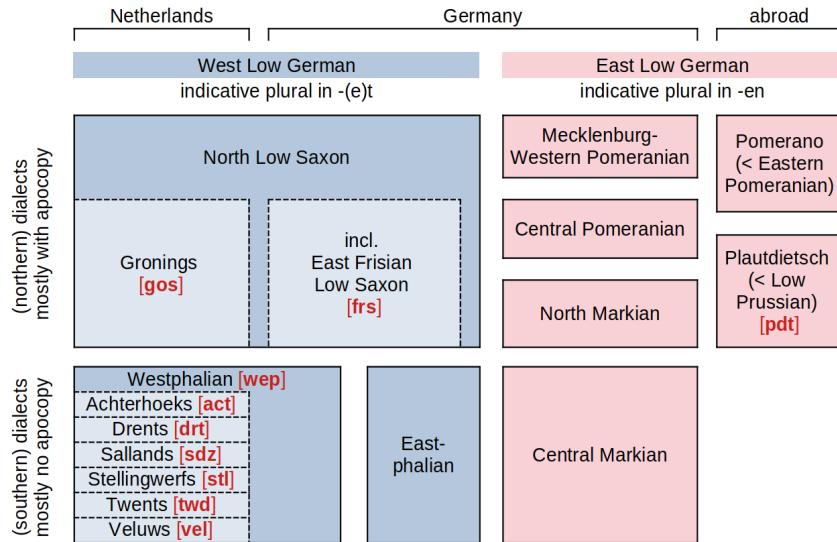 Netherlands
Germany
abroad
West Low German
East Low German
indicative plural in -(e)t
indicative plural in -en
(northern) dialects
mostly with apocopy
North Low Saxon
Gronings
[gos]
incl.
East Frisian
Low Saxon
[frs]
Mecklenburg-
Western Pomeranian
Central Pomeranian
North Markian
Pomerano
(< Eastern
Pomeranian)
Plautdietsch
(< Low
Prussian)
[pdt]
(southern) dialects
mostly no apocopy
Westphalian [wep]
Achterhoeks [act]
Drents [drt]
Sallands [sdz]
Stellingwerfs [stl]
Twents [twd]
Veluws [vel]
East-
phalian
Central Markian